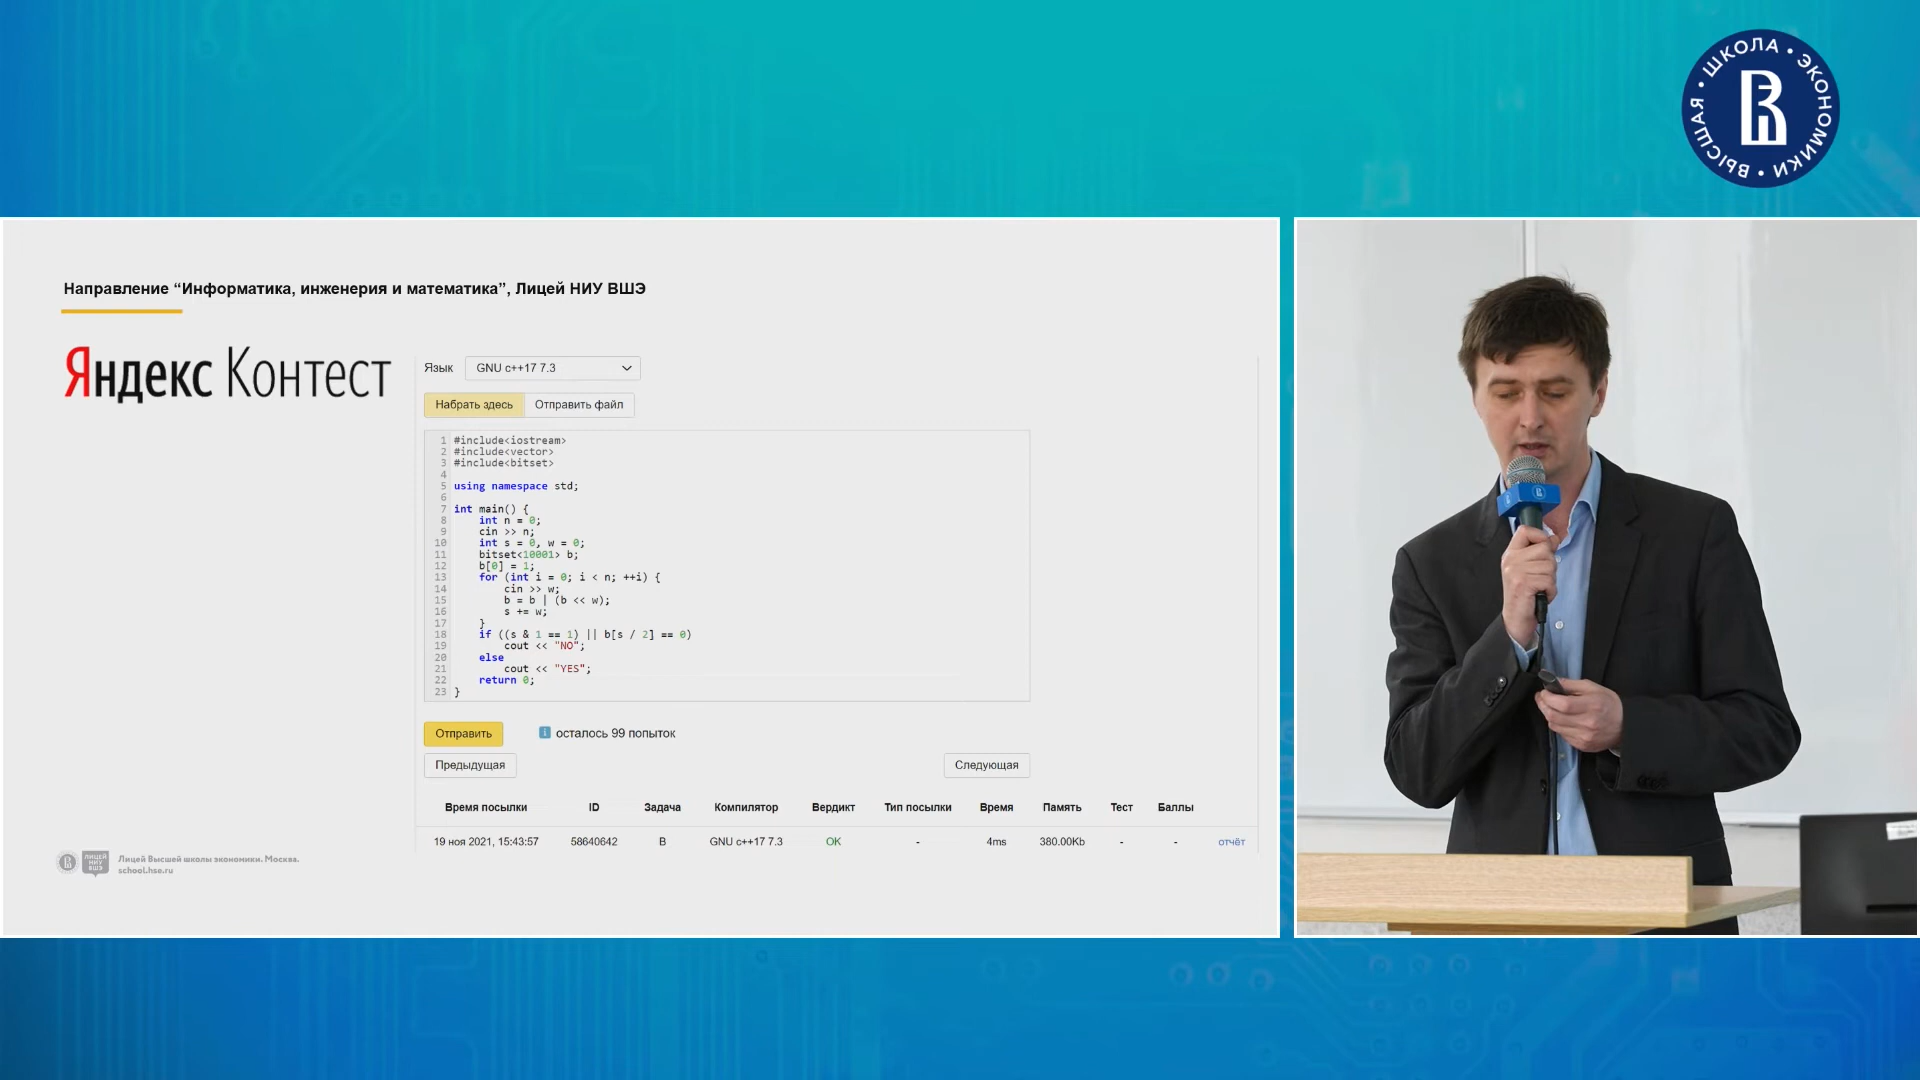 ВЫСШАЯ • ШКОЛА • ЭКОНОМИКИ •
Направление “Информатика, инженерия и математика”, Лицей НИУ ВШЭ
Яндекс Контест
Язык GNU c++17 7.3
Набрать здесь Отправить файл
1 #include<iostream>
2 #include<vector>
3 #include<bitset>
4
5 using namespace std;
6
7 int main() {
8 int n = 0;
9 cin >> n;
10 int s = 0, w = 0;
11 bitset<10001> b;
12 b[0] = 1;
13 for (int i = 0; i < n; ++i) {
14 cin >> w;
15 b = b | (b << w);
16 s += w;
17 }
18 if ((s & 1 == 1) || b[s / 2] == 0)
19 cout << "NO";
20 else
21 cout << "YES";
22 return 0;
23 }
Отправить осталось 99 попыток
Предыдущая Следующая
Время посылки ID Задача Компилятор Вердикт Тип посылки Время Память Тест Баллы
19 ноя 2021, 15:43:57 58640642 B GNU c++17 7.3 OK - 4ms 380.00Kb - - отчёт
ЛИЦЕЙ
НИУ
ВШЭ
Лицей Высшей школы экономики. Москва.
school.hse.ru